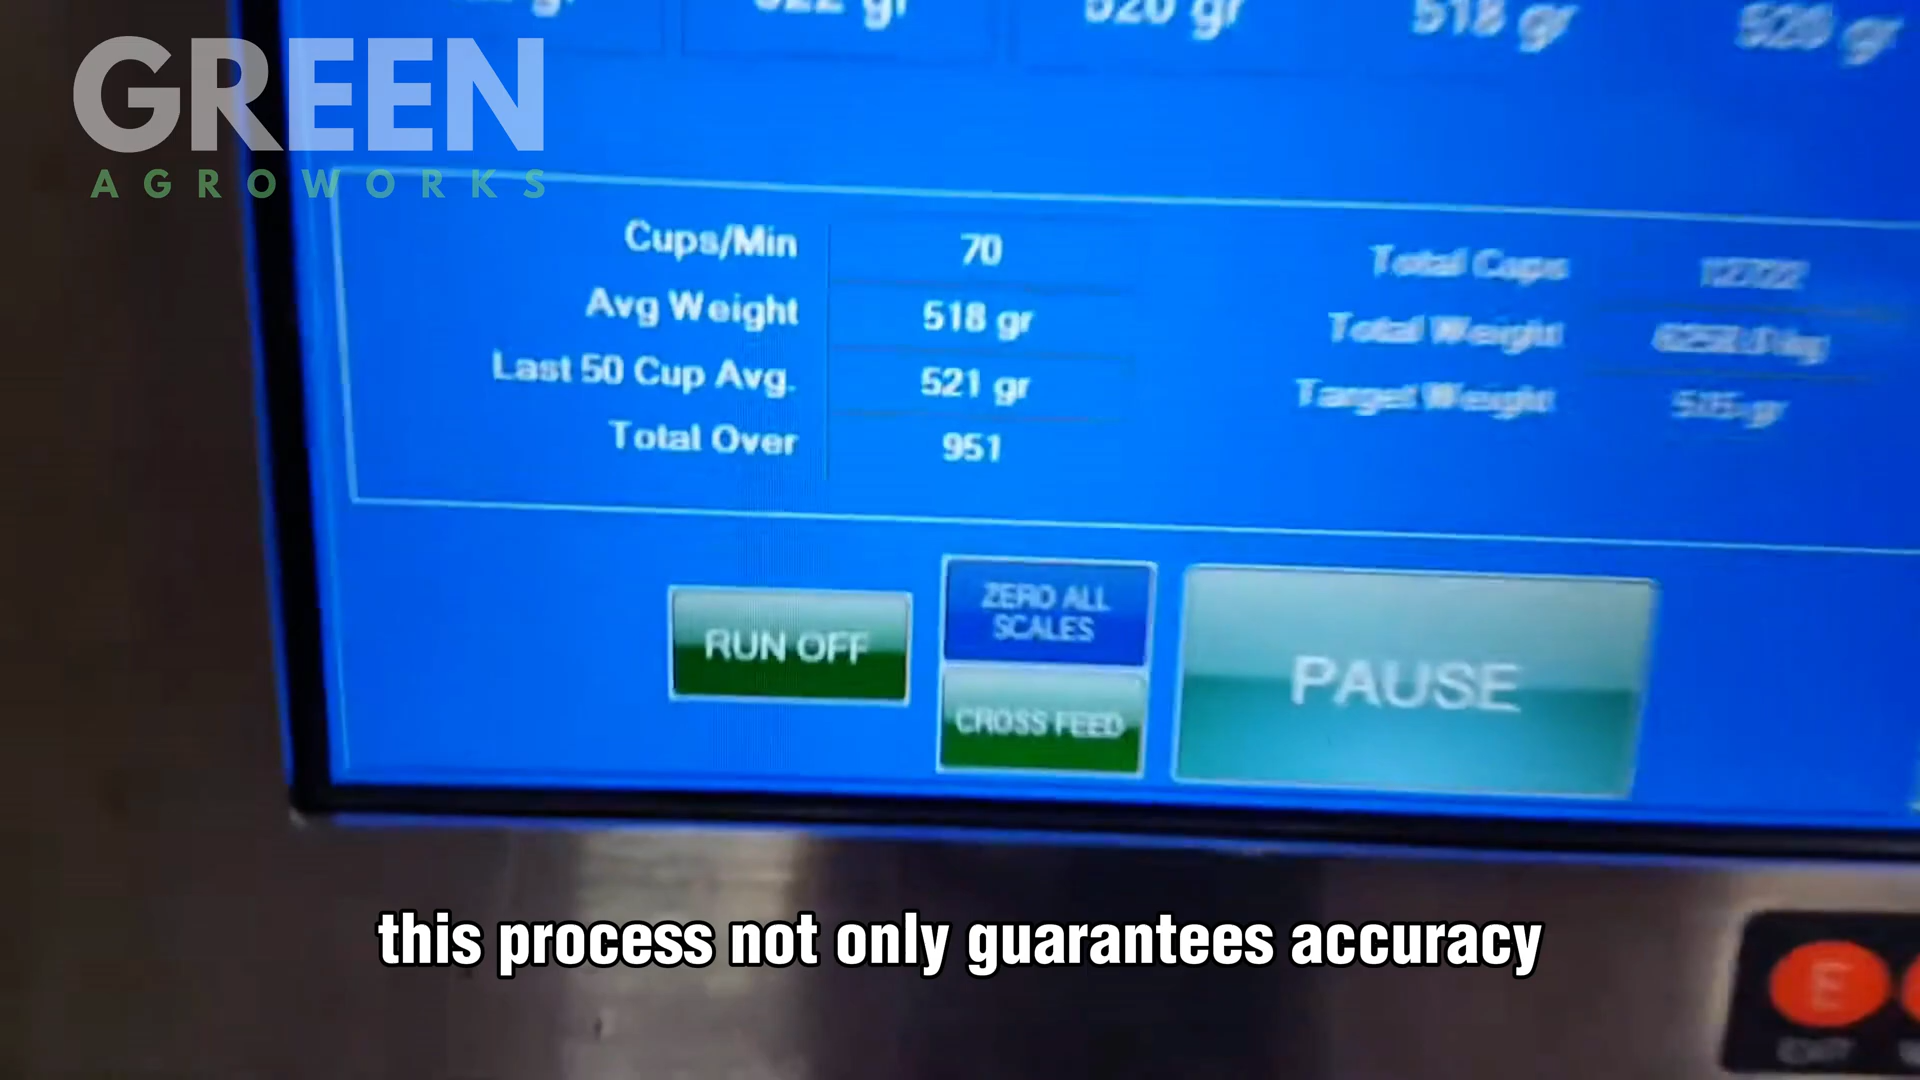 GREEN
AGROWORKS
522 gr
520 gr
518 gr
520 gr
Cups/Min 70
Avg Weight 518 gr
Last 50 Cup Avg. 521 gr
Total Over 951
Total Cups
Total Weight
Target Weight
RUN OFF
ZERO ALL
SCALES
CROSS FEED
PAUSE
this process not only guarantees accuracy
E
EXIT